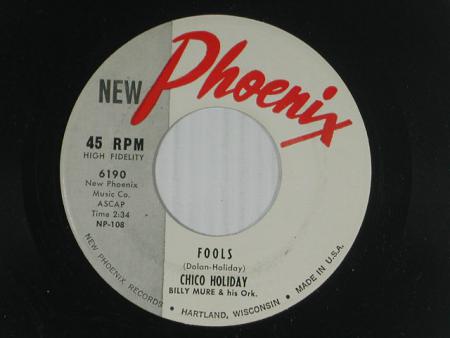 NEW Phoenix
45 RPM
HIGH FIDELITY
6190
New Phoenix
Music Co.
ASCAP
Time 2:34
NP-108
FOOLS
(Dolan-Holiday)
CHICO HOLIDAY
BILLY MURE & his Ork.
NEW PHOENIX RECORDS • HARTLAND, WISCONSIN • MADE IN U.S.A.